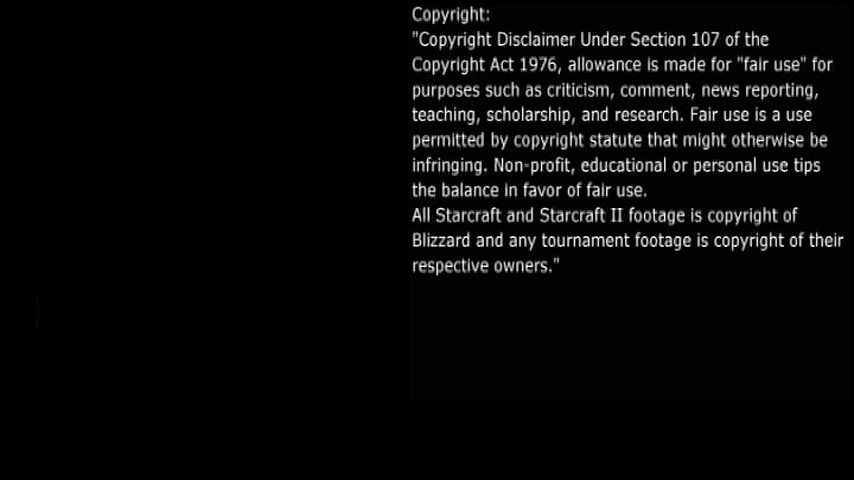 Copyright:
"Copyright Disclaimer Under Section 107 of the
Copyright Act 1976, allowance is made for "fair use" for
purposes such as criticism, comment, news reporting,
teaching, scholarship, and research. Fair use is a use
permitted by copyright statute that might otherwise be
infringing. Non-profit, educational or personal use tips
the balance in favor of fair use.
All Starcraft and Starcraft II footage is copyright of
Blizzard and any tournament footage is copyright of their
respective owners."